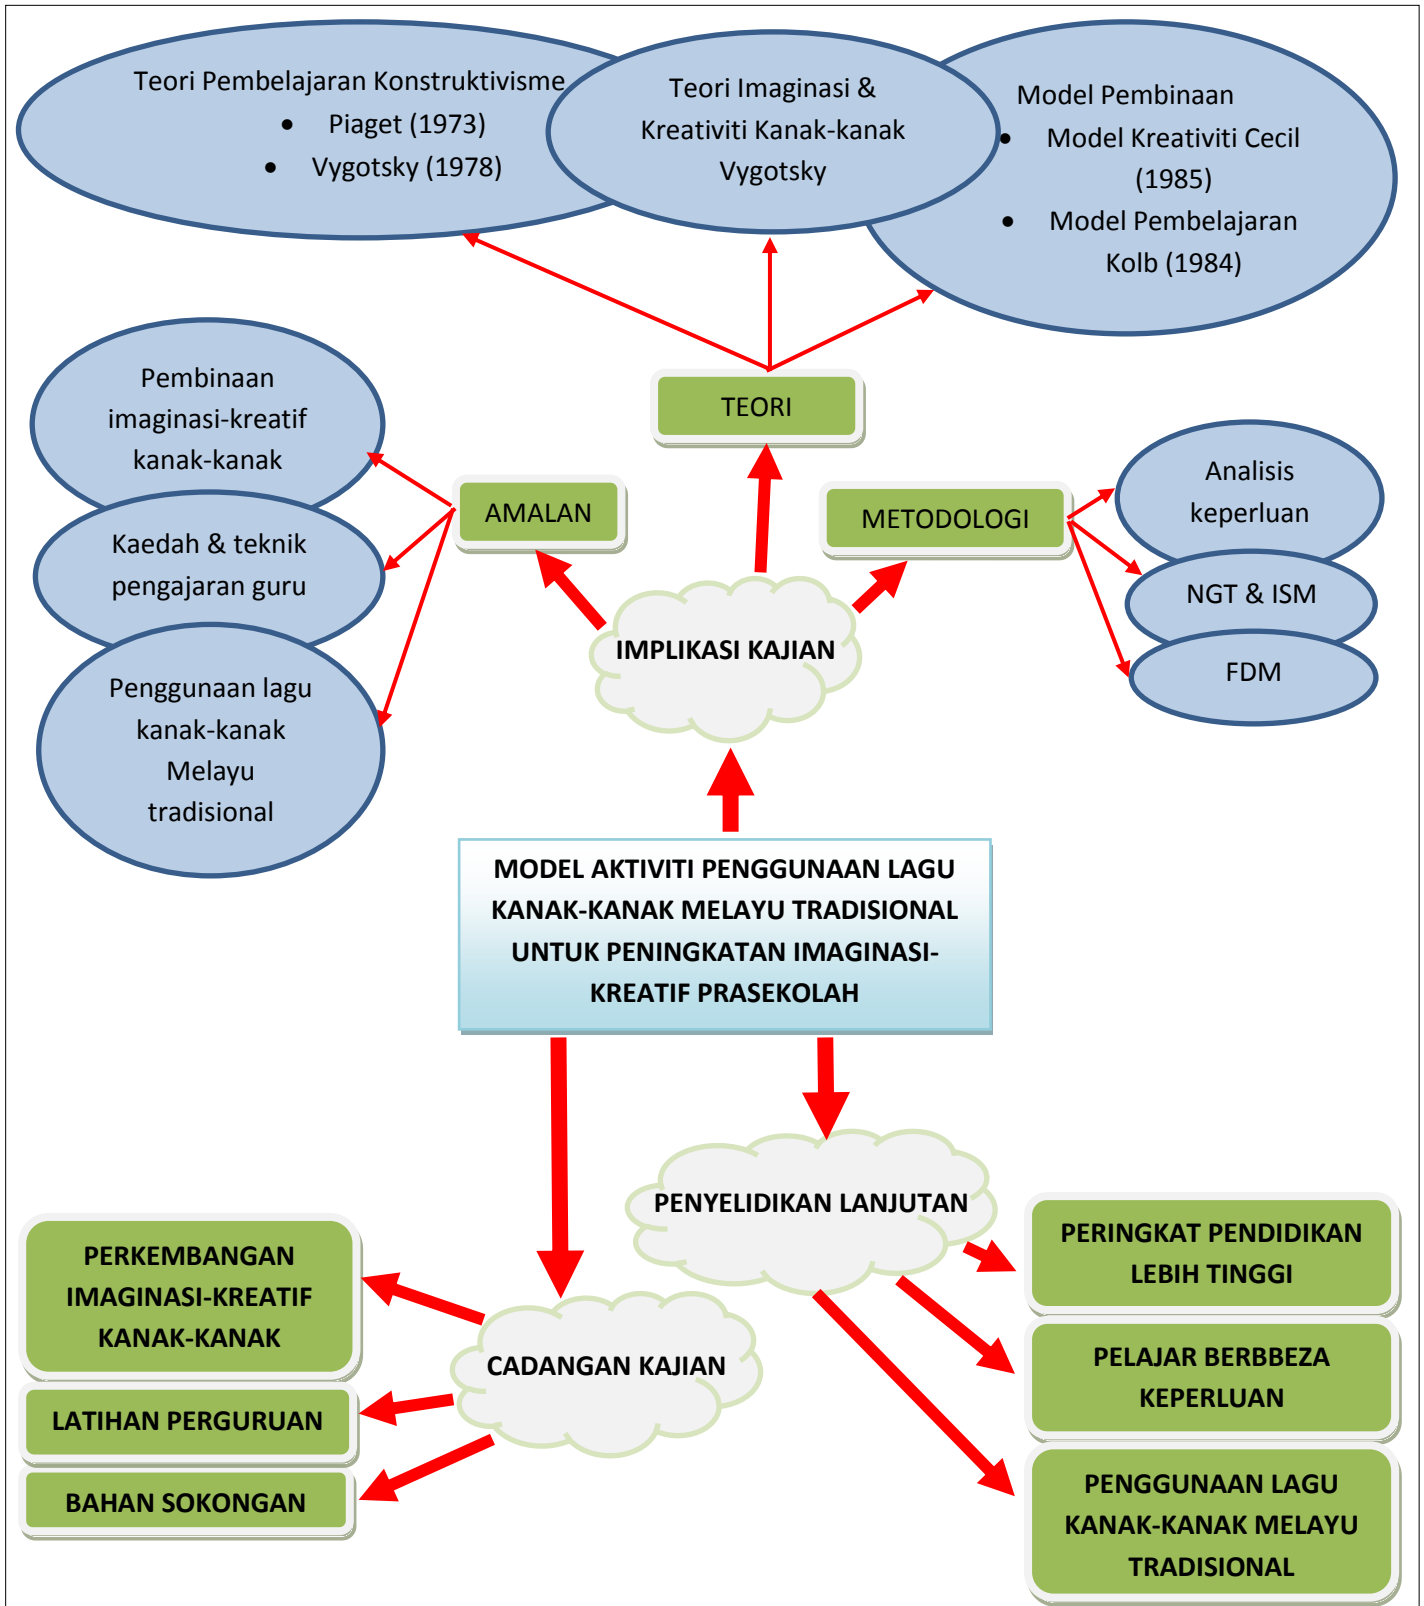 Teori Pembelajaran Konstruktivisme
• Piaget (1973)
• Vygotsky (1978)
Teori Imaginasi &
Kreativiti Kanak-kanak
Vygotsky
Model Pembinaan
• Model Kreativiti Cecil
(1985)
• Model Pembelajaran
Kolb (1984)
TEORI
Pembinaan
imaginasi-kreatif
kanak-kanak
Kaedah & teknik
pengajaran guru
Penggunaan lagu
kanak-kanak
Melayu
tradisional
AMALAN
METODOLOGI
Analisis
keperluan
NGT & ISM
FDM
IMPLIKASI KAJIAN
MODEL AKTIVITI PENGGUNAAN LAGU
KANAK-KANAK MELAYU TRADISIONAL
UNTUK PENINGKATAN IMAGINASI-
KREATIF PRASEKOLAH
PENYELIDIKAN LANJUTAN
PERINGKAT PENDIDIKAN
LEBIH TINGGI
PELAJAR BERBBEZA
KEPERLUAN
PENGGUNAAN LAGU
KANAK-KANAK MELAYU
TRADISIONAL
CADANGAN KAJIAN
PERKEMBANGAN
IMAGINASI-KREATIF
KANAK-KANAK
LATIHAN PERGURUAN
BAHAN SOKONGAN